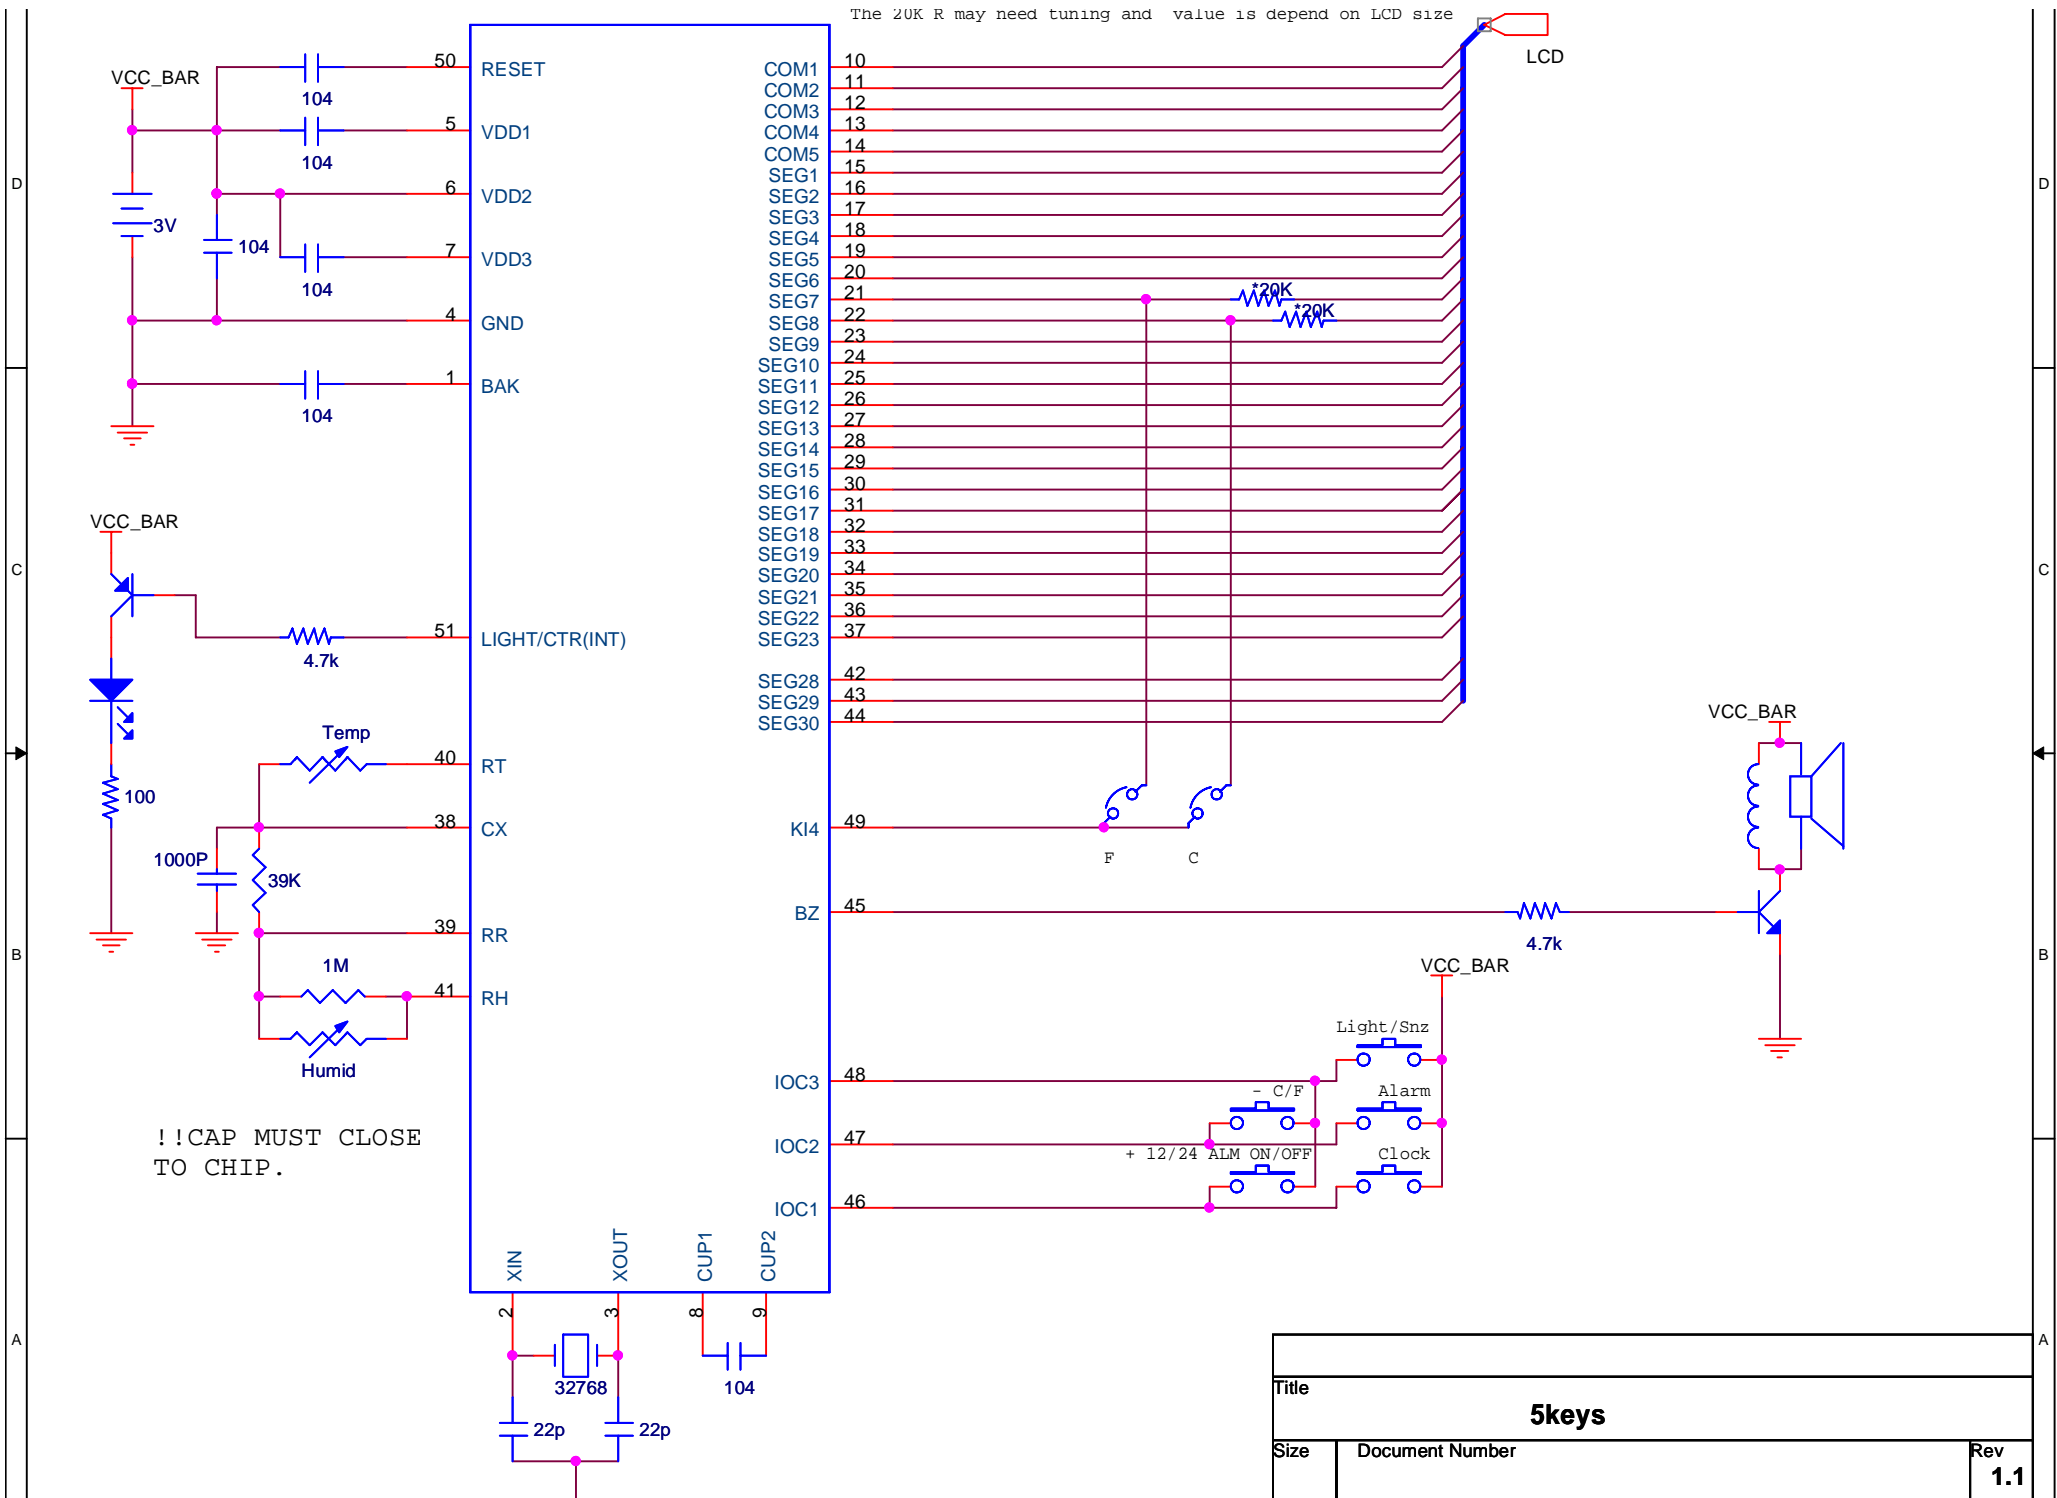 The 20K R may need tuning and value is depend on LCD size
LCD
VCC_BAR
104
50 RESET
104
5 VDD1
6 VDD2
3V
104
104
7 VDD3
4 GND
104
1 BAK
COM1 10
COM2 11
COM3 12
COM4 13
COM5 14
SEG1 15
SEG2 16
SEG3 17
SEG4 18
SEG5 19
SEG6 20
SEG7 21 *20K
SEG8 22 *20K
SEG9 23
SEG10 24
SEG11 25
SEG12 26
SEG13 27
SEG14 28
SEG15 29
SEG16 30
SEG17 31
SEG18 32
SEG19 33
SEG20 34
SEG21 35
SEG22 36
SEG23 37
SEG28 42
SEG29 43
SEG30 44
VCC_BAR
4.7k
51 LIGHT/CTR(INT)
100
Temp
40 RT
38 CX
1000P
39K
39 RR
1M
41 RH
Humid
!!CAP MUST CLOSE
TO CHIP.
KI4 49
F C
BZ 45
4.7k
VCC_BAR
VCC_BAR
Light/Snz
IOC3 48
- C/F Alarm
IOC2 47
+ 12/24 ALM ON/OFF Clock
IOC1 46
XIN XOUT CUP1 CUP2
2 3 8 9
32768
104
22p 22p
Title
5keys
Size Document Number Rev
1.1
D
C
B
A
D
C
B
A